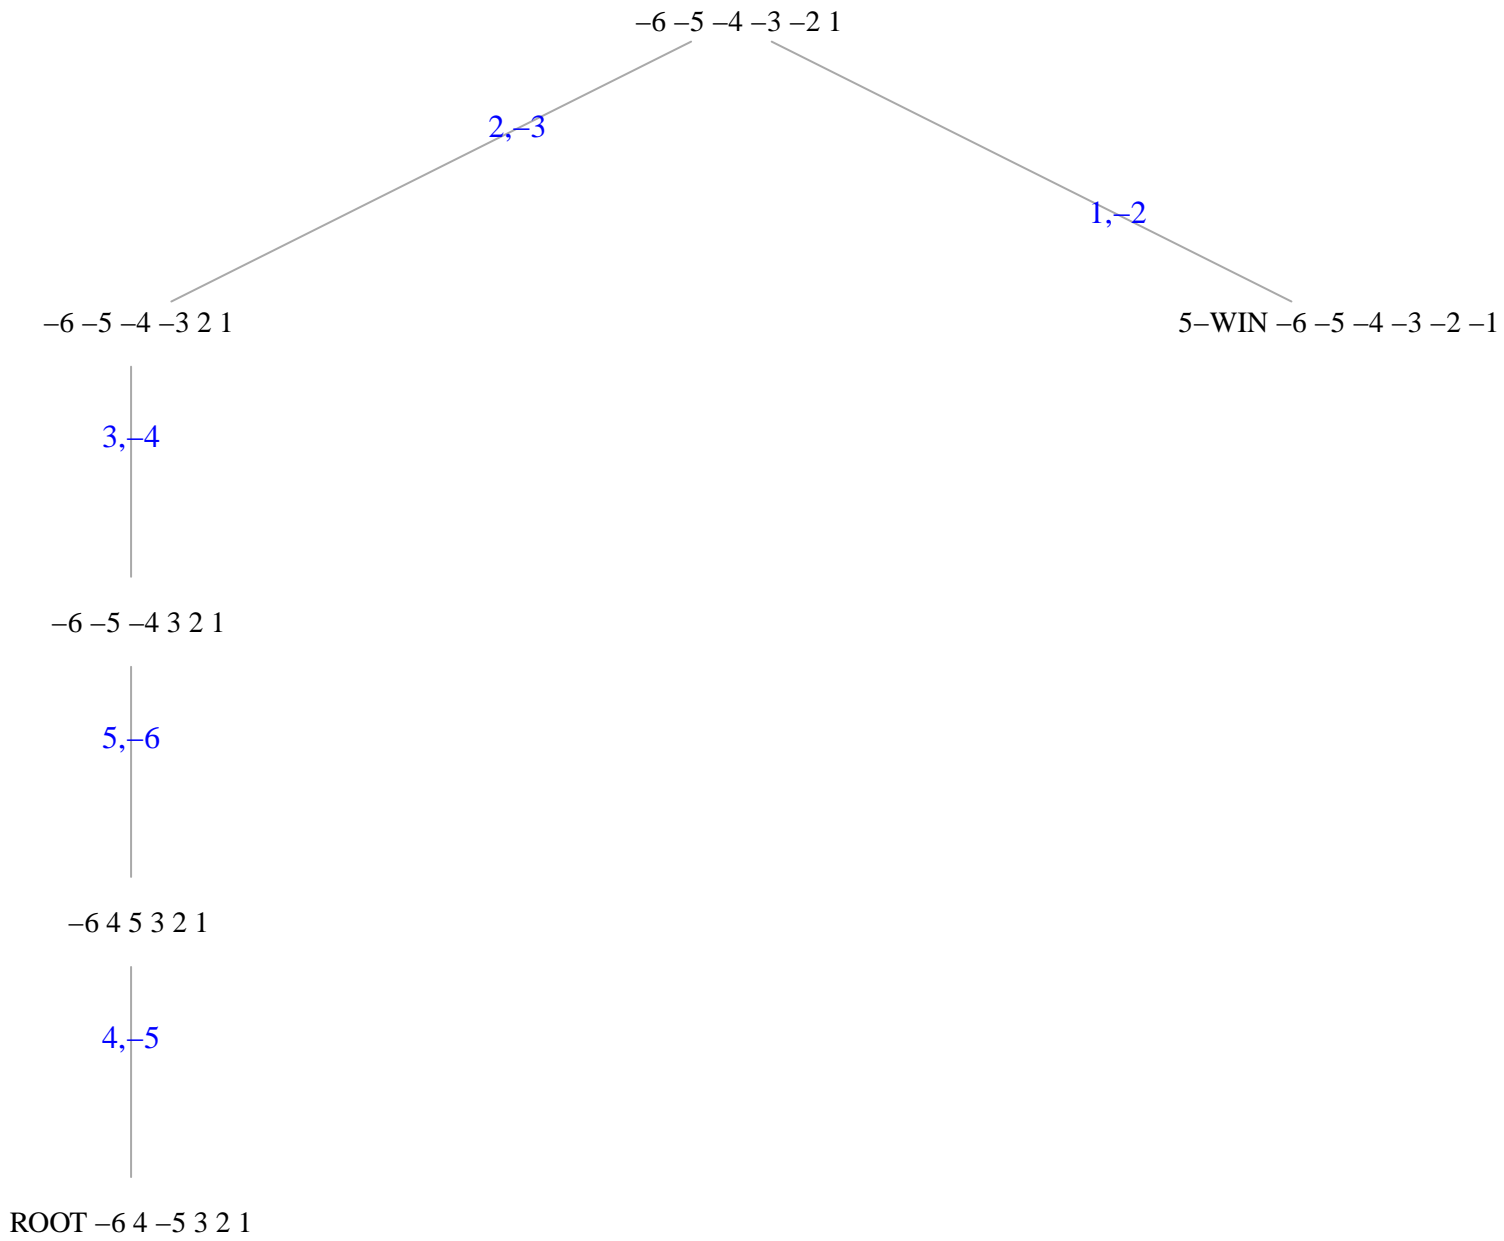 –6 –5 –4 –3 –2 1
2,–3
1,–2
–6 –5 –4 –3 2 1
5–WIN –6 –5 –4 –3 –2 –1
3,–4
–6 –5 –4 3 2 1
5,–6
–6 4 5 3 2 1
4,–5
ROOT –6 4 –5 3 2 1